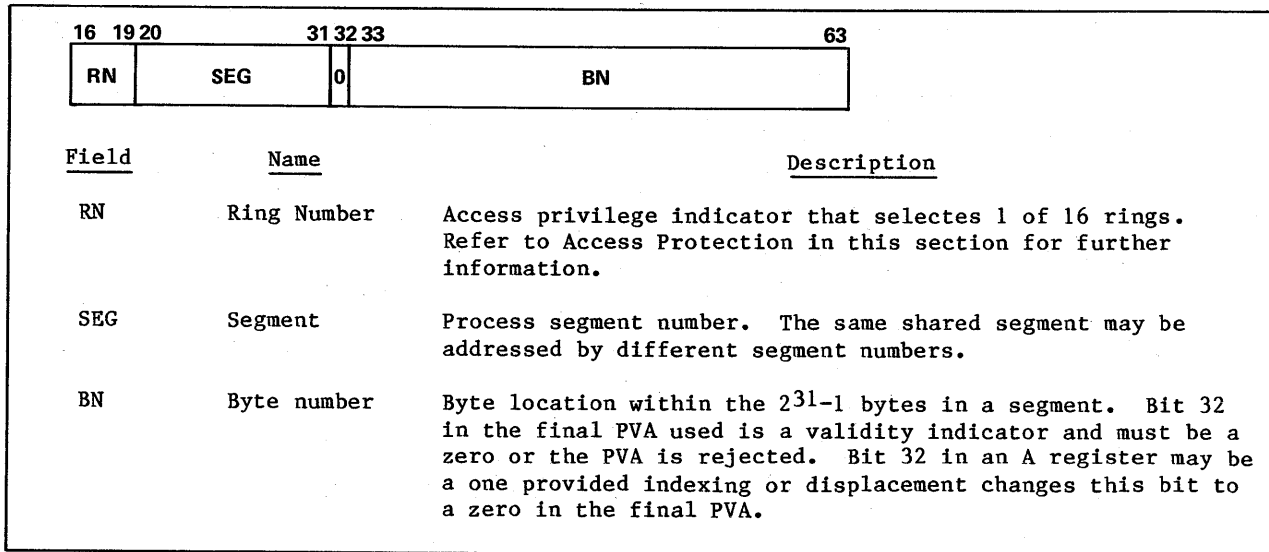 16 19 20 31 32 33 63
RN SEG 0 BN
Field Name Description
RN Ring Number Access privilege indicator that selectes 1 of 16 rings.
Refer to Access Protection in this section for further
information.
SEG Segment Process segment number. The same shared segment may be
addressed by different segment numbers.
BN Byte number Byte location within the 2³¹-1 bytes in a segment. Bit 32
in the final PVA used is a validity indicator and must be a
zero or the PVA is rejected. Bit 32 in an A register may be
a one provided indexing or displacement changes this bit to
a zero in the final PVA.